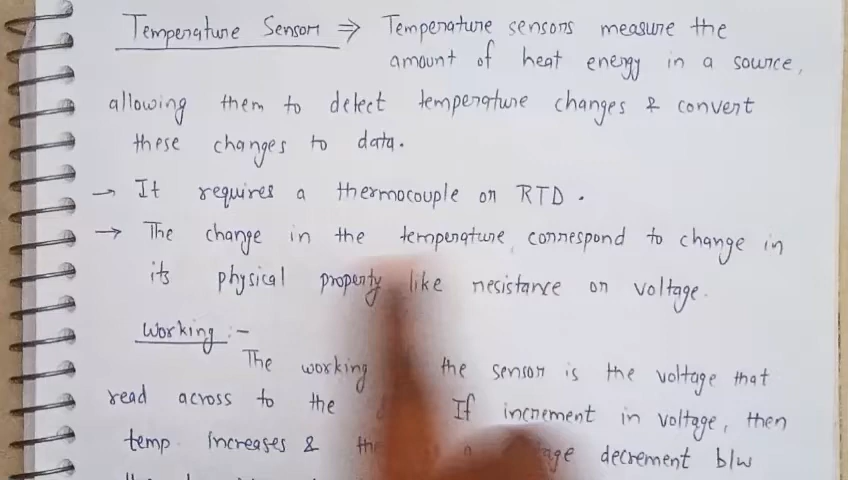 Temperature Sensor ⇒ Temperature sensors measure the
amount of heat energy in a source,
allowing them to detect temperature changes & convert
these changes to data.
→ It requires a thermocouple or RTD.
→ The change in the temperature correspond to change in
its physical property like resistance or voltage.
Working :-
The working the sensor is the voltage that
read across to the If increment in voltage, then
temp. increases & decrement b/w